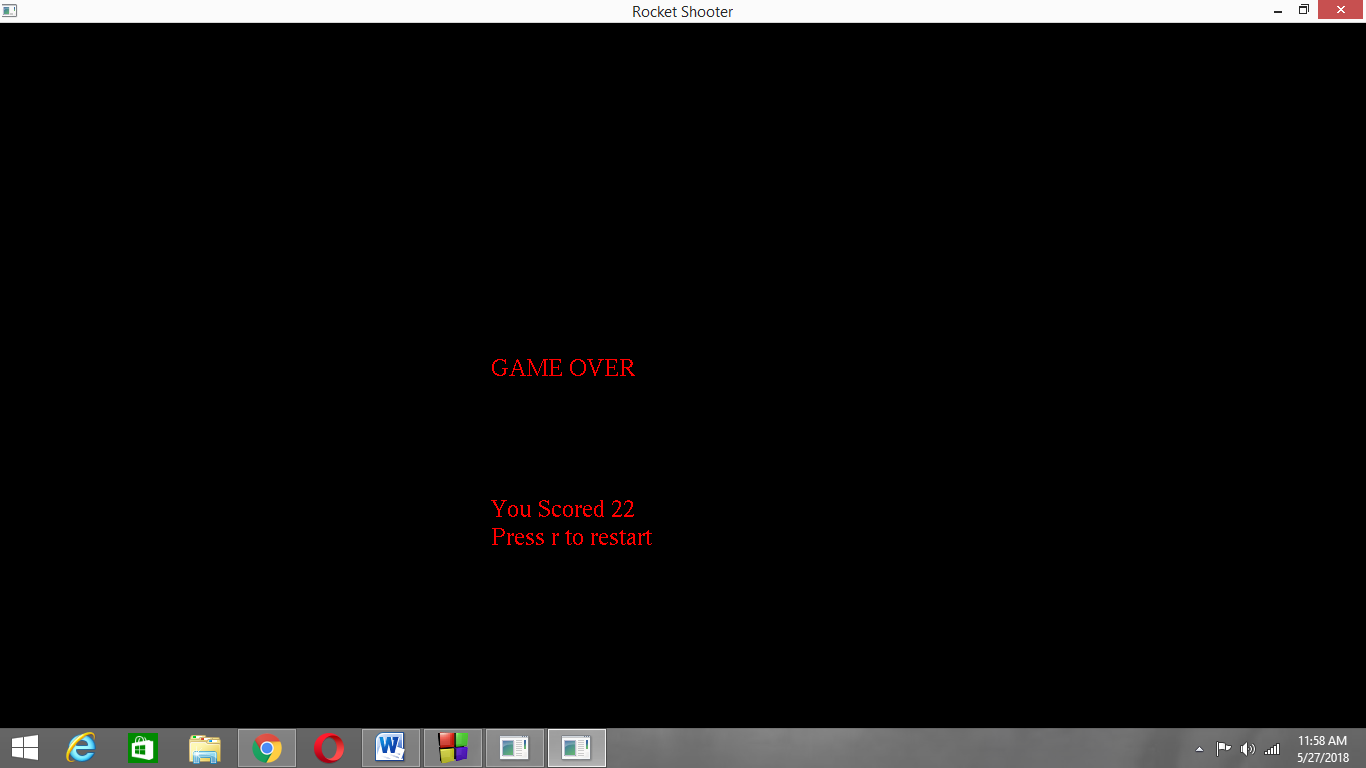 Rocket Shooter
GAME OVER
You Scored 22
Press r to restart
11:58 AM
5/27/2018